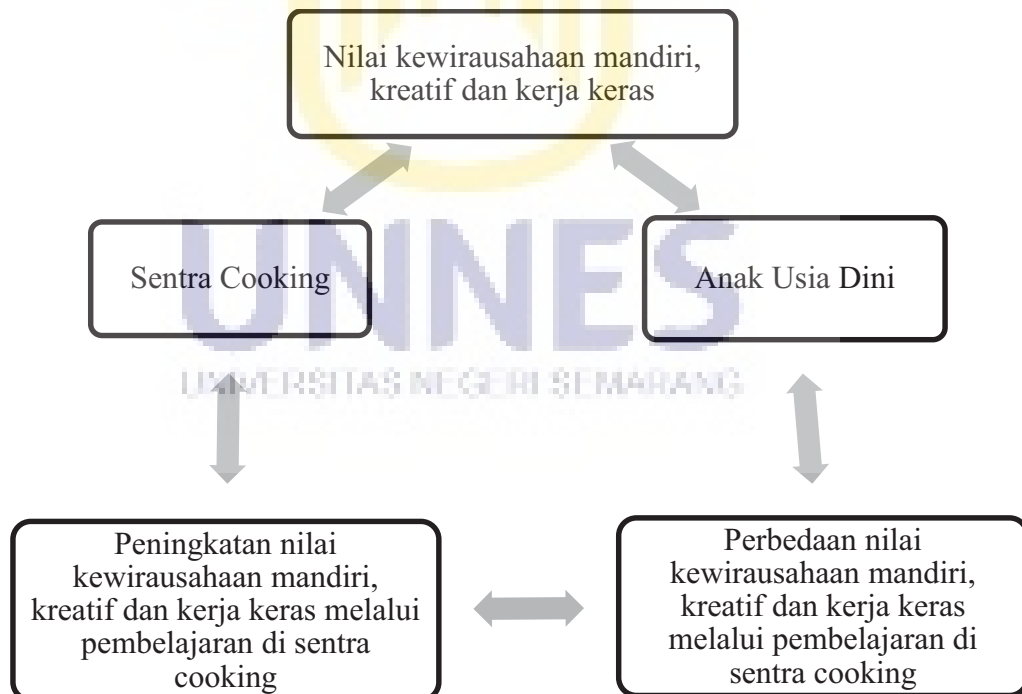 Nilai kewirausahaan mandiri,
kreatif dan kerja keras
Sentra Cooking
Anak Usia Dini
UNNES
UNIVERSITAS NEGERI SEMARANG
Peningkatan nilai
kewirausahaan mandiri,
kreatif dan kerja keras melalui
pembelajaran di sentra
cooking
Perbedaan nilai
kewirausahaan mandiri,
kreatif dan kerja keras
melalui pembelajaran di
sentra cooking